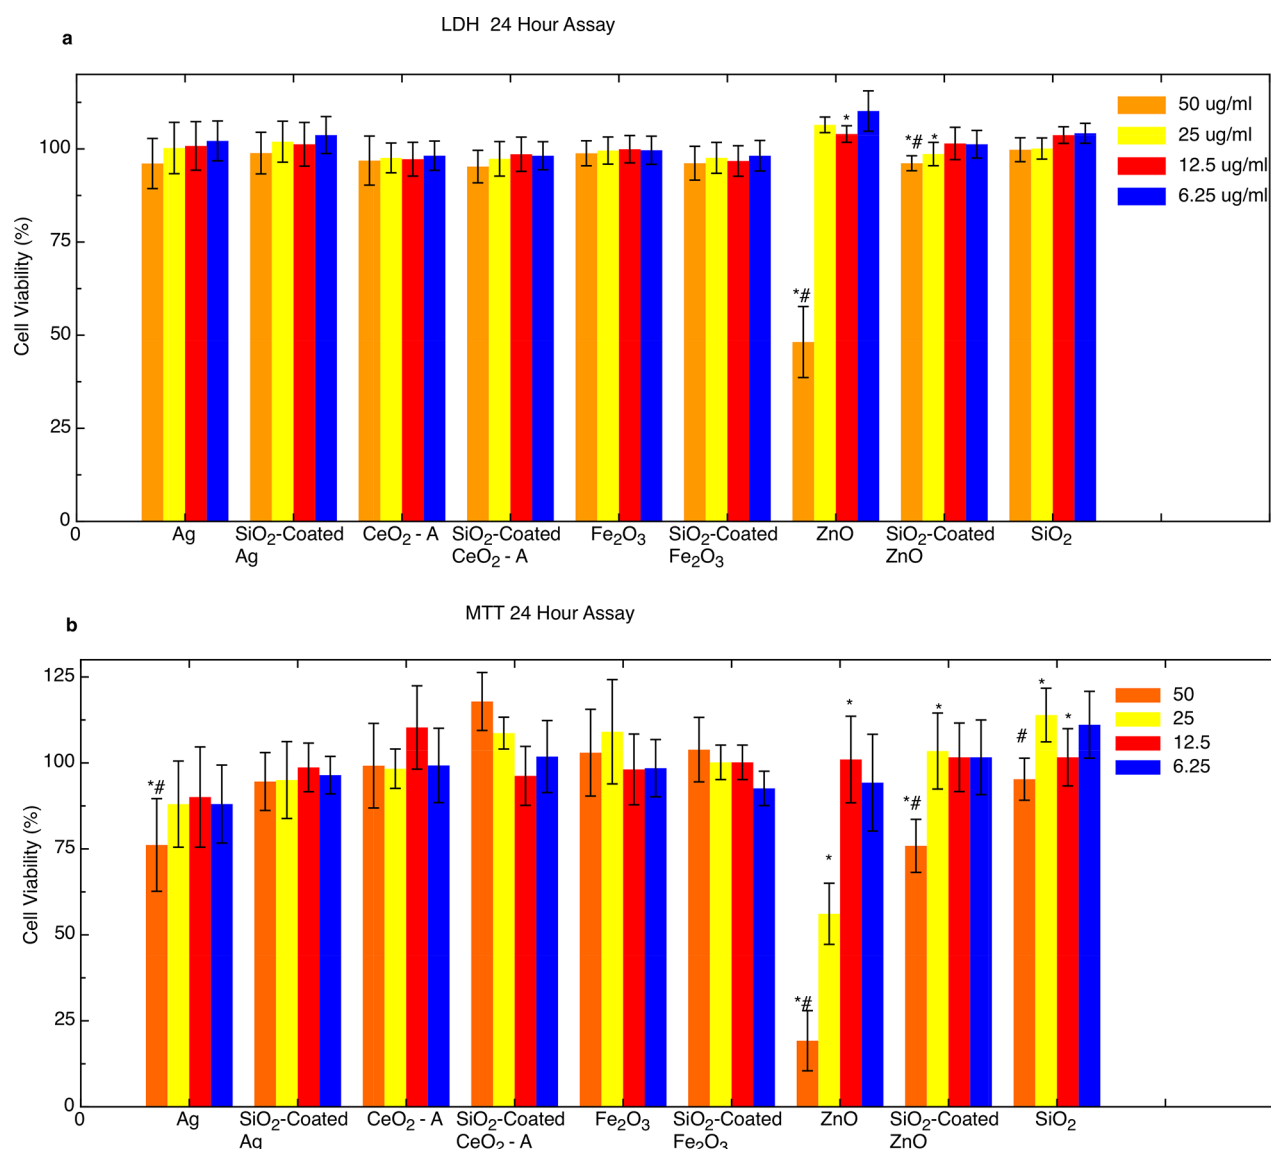 LDH 24 Hour Assay
a
50 ug/ml
25 ug/ml
12.5 ug/ml
6.25 ug/ml
Cell Viability (%)
100
75
50
25
0
*#
*
*#
*
0
Ag
SiO2-Coated
Ag
CeO2 - A
SiO2-Coated
CeO2 - A
Fe2O3
SiO2-Coated
Fe2O3
ZnO
SiO2-Coated
ZnO
SiO2
MTT 24 Hour Assay
b
50
25
12.5
6.25
Cell Viability (%)
125
100
75
50
25
0
*#
*#
*
*
*#
*
#
*
*
0
Ag
SiO2-Coated
Ag
CeO2 - A
SiO2-Coated
CeO2 - A
Fe2O3
SiO2-Coated
Fe2O3
ZnO
SiO2-Coated
ZnO
SiO2